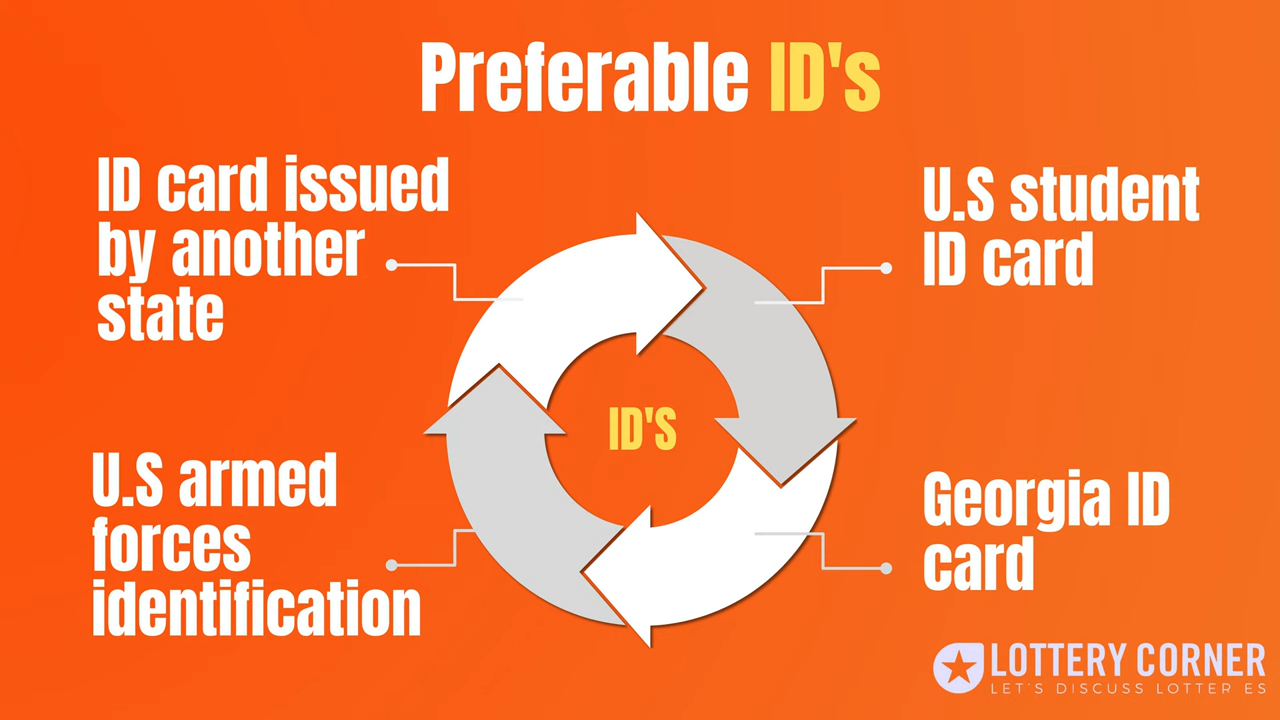 Preferable ID's
ID card issued
by another
state
U.S student
ID card
ID'S
U.S armed
forces
identification
Georgia ID
card
LOTTERY CORNER
LET'S DISCUSS LOTTER ES